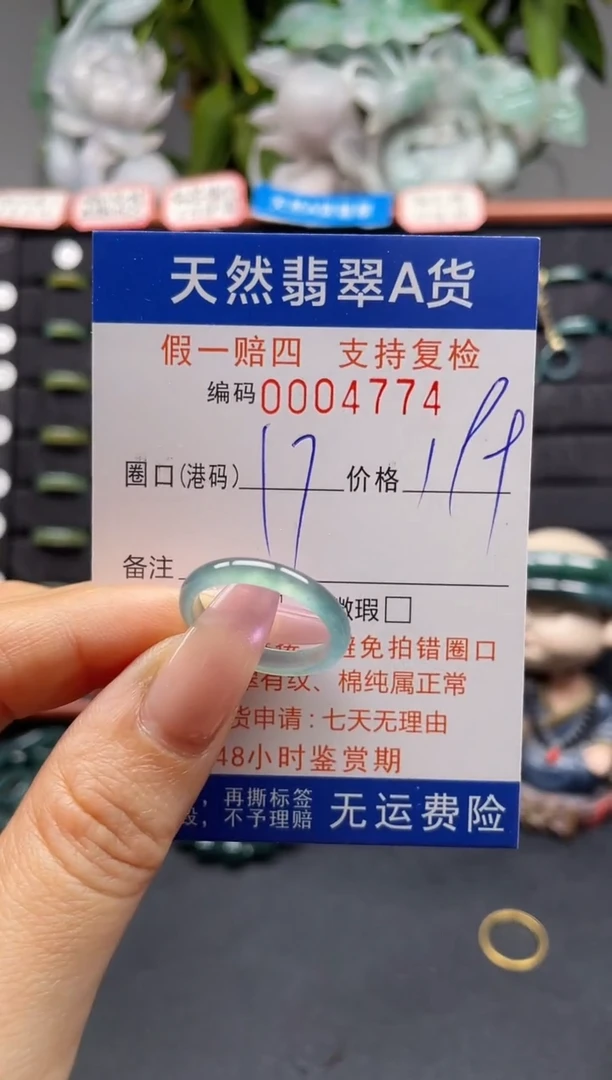 天然翡翠A货
假一赔四 支持复检
编码0004774
圈口(港码) 17 价格
备注
微瑕□
避免拍错圈口
有纹、棉纯属正常
货申请:七天无理由
48小时鉴赏期
,再撕标签
,不予理赔
无运费险